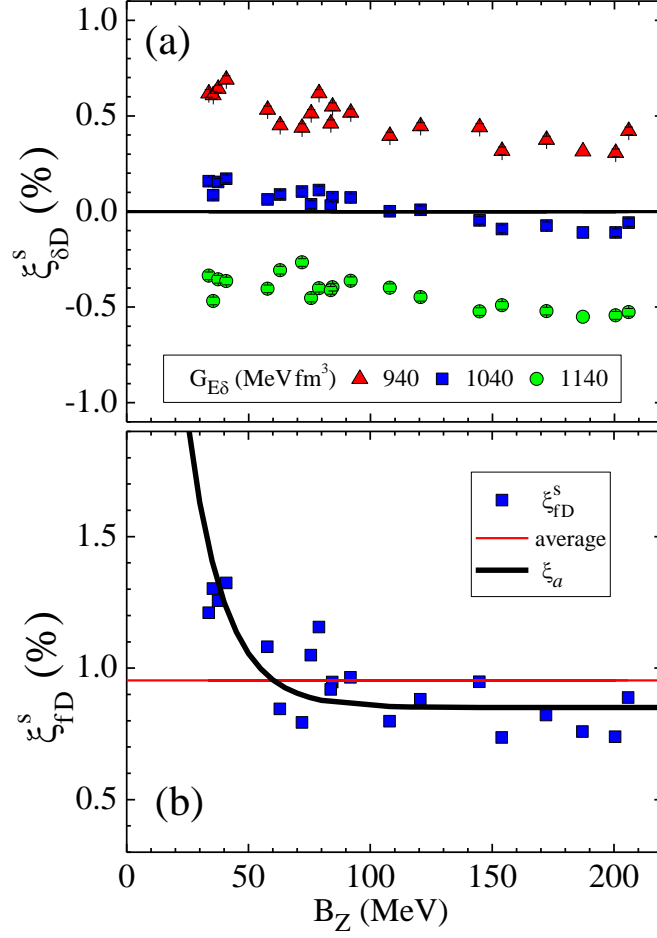 1.0
(a)
0.5
0.0
-0.5
-1.0
ξ^s_δD (%)
G_Eδ (MeV fm^3) 940 1040 1140
(b)
1.5
1.0
0.5
ξ^s_fD (%)
ξ^s_fD
average
ξ_a
0 50 100 150 200
B_Z (MeV)